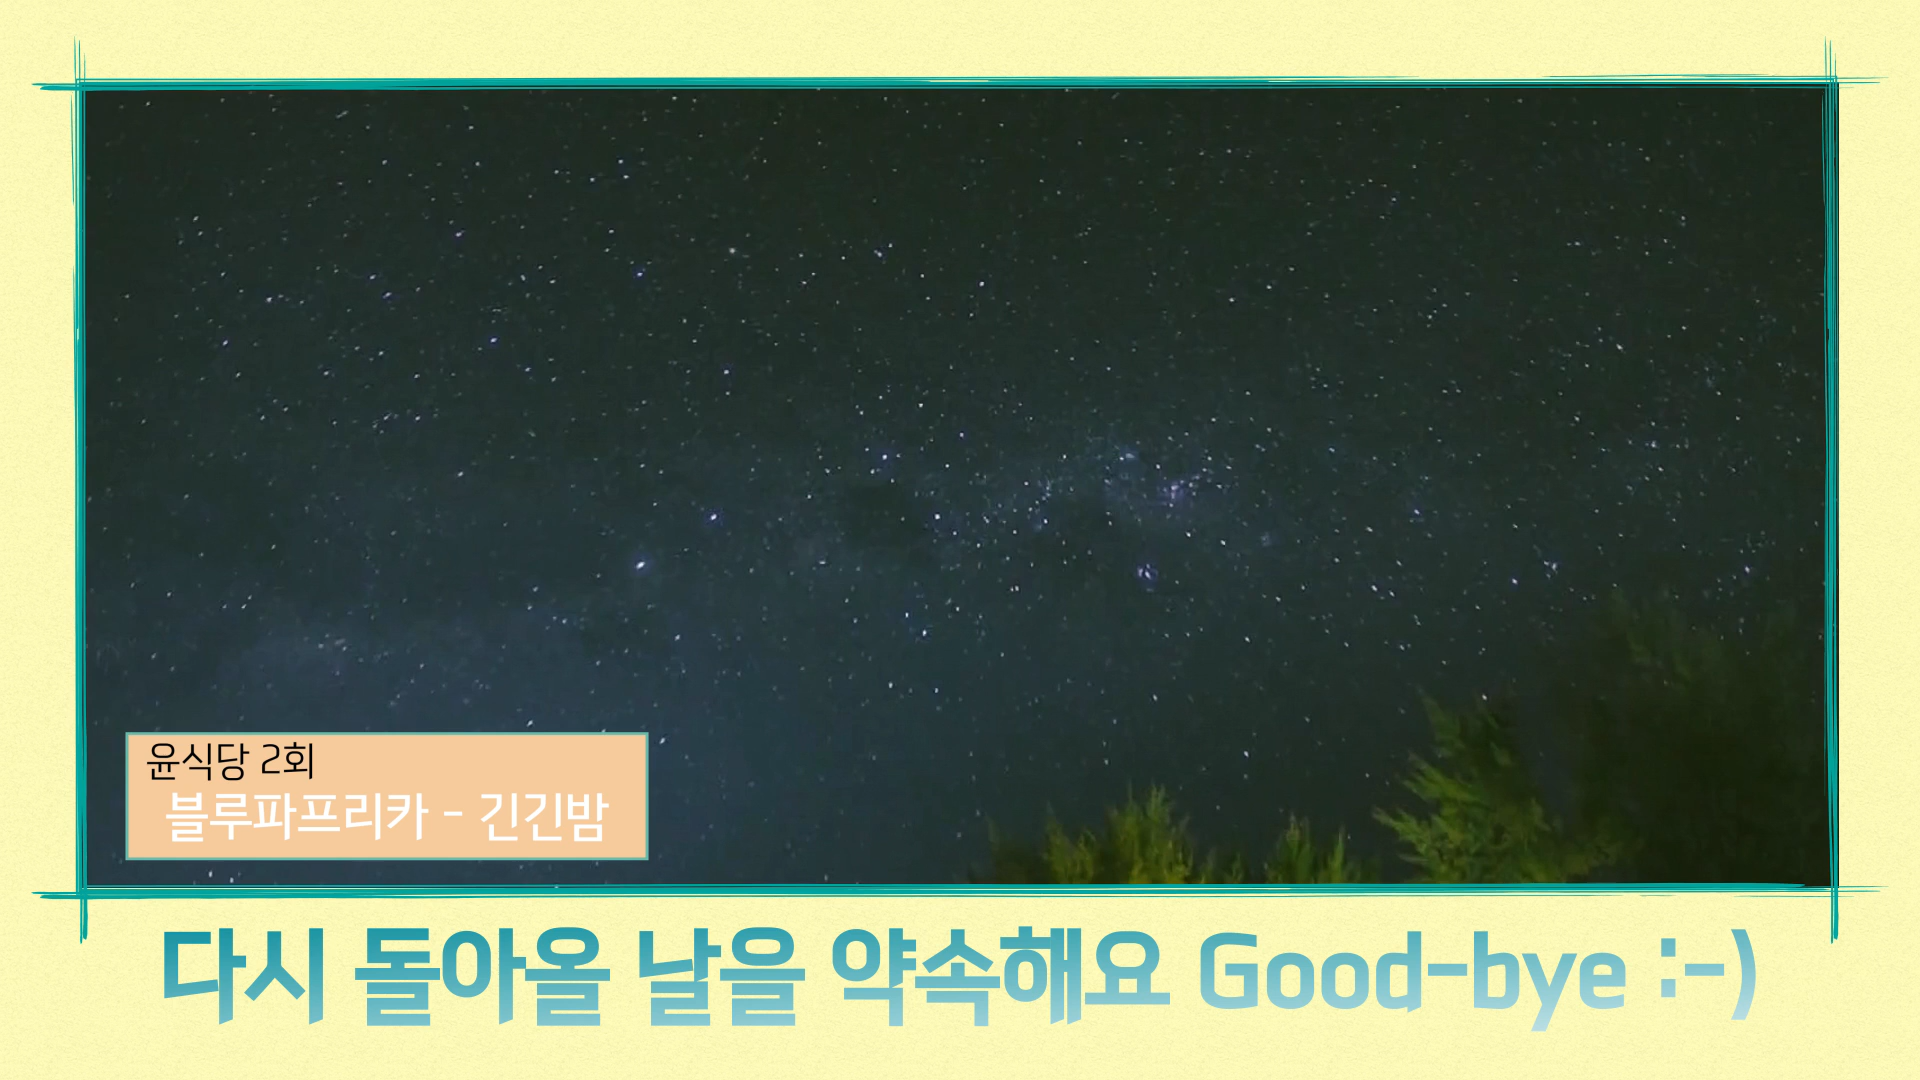 윤식당 2회
블루파프리카 - 긴긴밤
다시 돌아올 날을 약속해요 Good-bye :-)